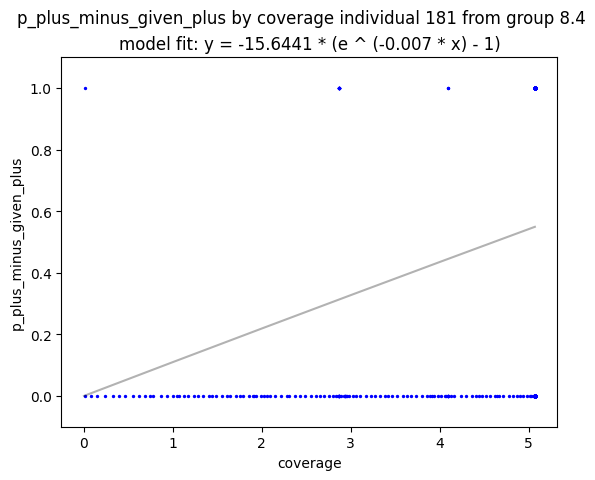 p_plus_minus_given_plus by coverage individual 181 from group 8.4
model fit: y = -15.6441 * (e ^ (-0.007 * x) - 1)
1.0
0.8
0.6
0.4
0.2
0.0
p_plus_minus_given_plus
0 1 2 3 4 5
coverage